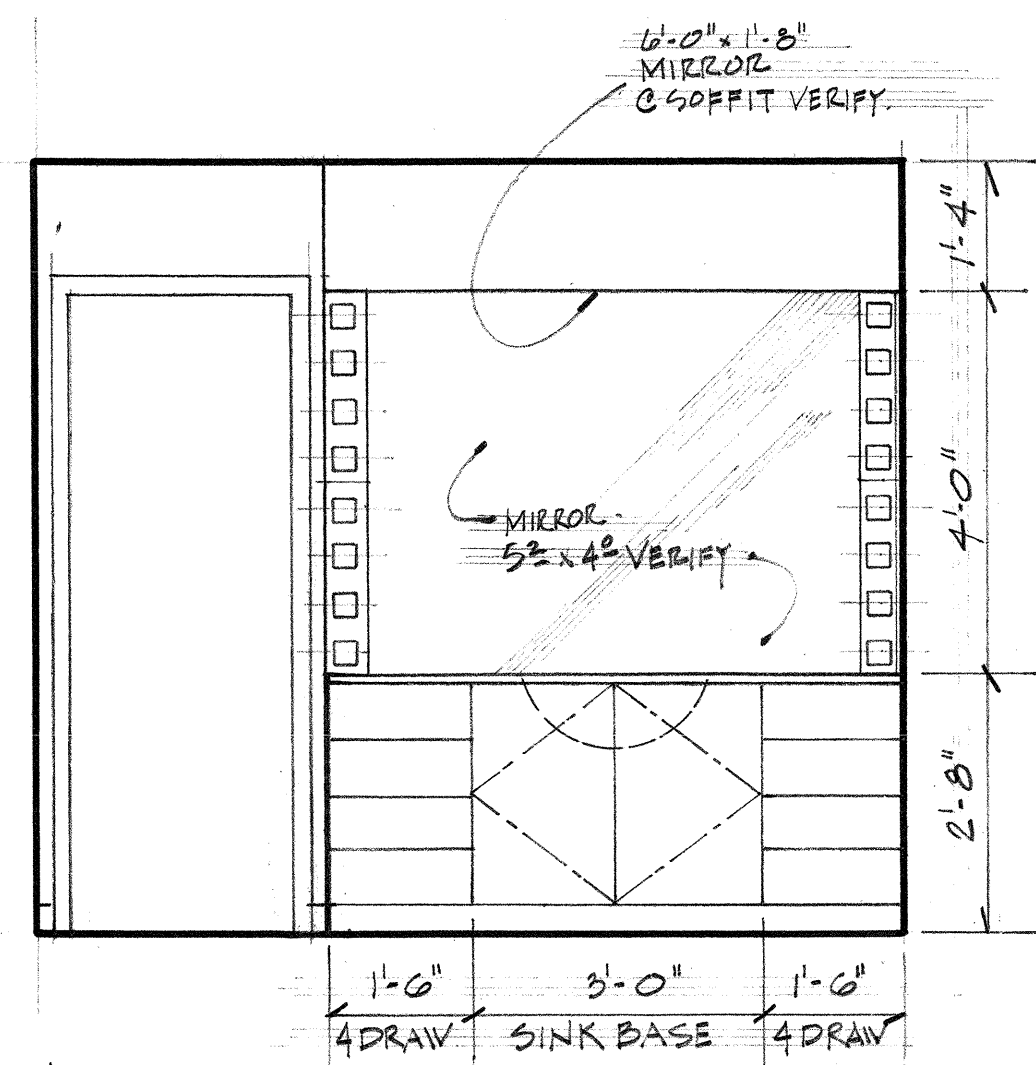 6'-0" x 1'-8"
MIRROR
@ SOFFIT VERIFY.
1'-4"
4'-0"
MIRROR.
5² x 4⁰ VERIFY
2'-8"
1'-6" 3'-0" 1'-6"
4 DRAW SINK BASE 4 DRAW